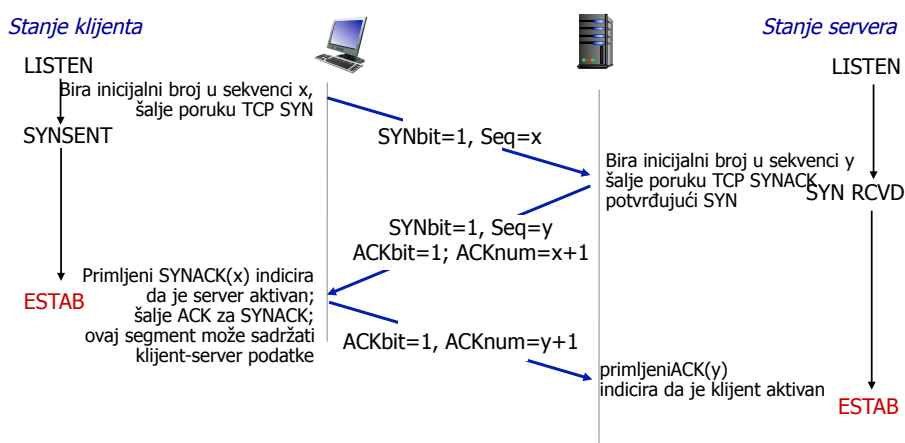 Stanje klijenta
Stanje servera
LISTEN
LISTEN
Bira inicijalni broj u sekvenci x,
šalje poruku TCP SYN
SYNSENT
SYNbit=1, Seq=x
Bira inicijalni broj u sekvenci y
šalje poruku TCP SYNACK
potvrđujući SYN
SYN RCVD
SYNbit=1, Seq=y
ACKbit=1; ACKnum=x+1
Primljeni SYNACK(x) indicira
da je server aktivan;
šalje ACK za SYNACK;
ovaj segment može sadržati
klijent-server podatke
ESTAB
ACKbit=1, ACKnum=y+1
primljeniACK(y)
indicira da je klijent aktivan
ESTAB